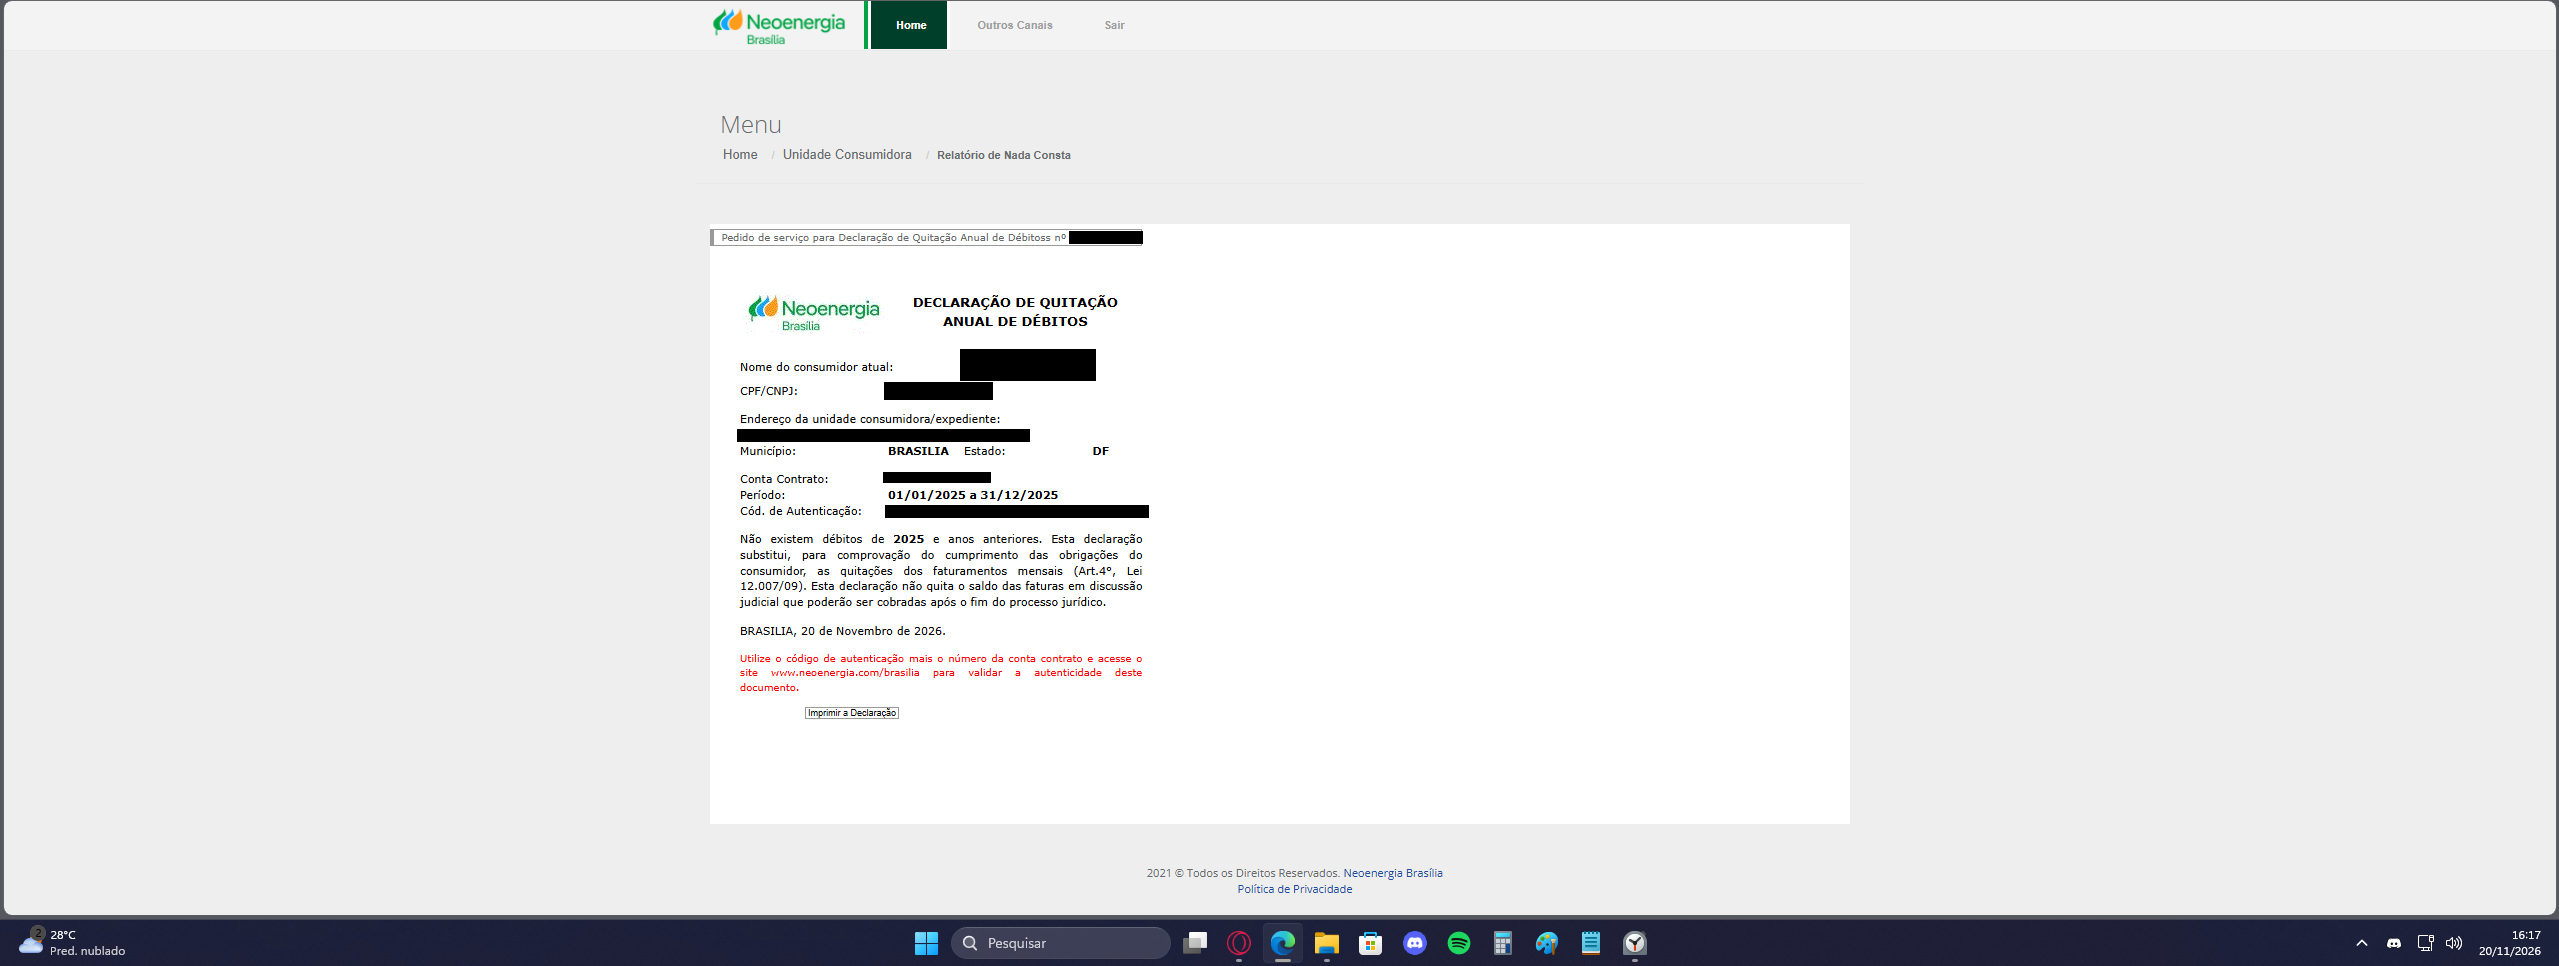 Neoenergia
Brasília
Home
Outros Canais
Sair
Menu
Home / Unidade Consumidora / Relatório de Nada Consta
Pedido de serviço para Declaração de Quitação Anual de Débitoss nº
Neoenergia
Brasília
DECLARAÇÃO DE QUITAÇÃO
ANUAL DE DÉBITOS
Nome do consumidor atual:
CPF/CNPJ:
Endereço da unidade consumidora/expediente:
Município: BRASILIA Estado: DF
Conta Contrato:
Período: 01/01/2025 a 31/12/2025
Cód. de Autenticação:
Não existem débitos de 2025 e anos anteriores. Esta declaração
substitui, para comprovação do cumprimento das obrigações do
consumidor, as quitações dos faturamentos mensais (Art.4°, Lei
12.007/09). Esta declaração não quita o saldo das faturas em discussão
judicial que poderão ser cobradas após o fim do processo jurídico.
BRASILIA, 20 de Novembro de 2026.
Utilize o código de autenticação mais o número da conta contrato e acesse o
site www.neoenergia.com/brasilia para validar a autenticidade deste
documento.
Imprimir a Declaração
2021 © Todos os Direitos Reservados. Neoenergia Brasília
Política de Privacidade
2
28°C
Pred. nublado
Pesquisar
16:17
20/11/2026